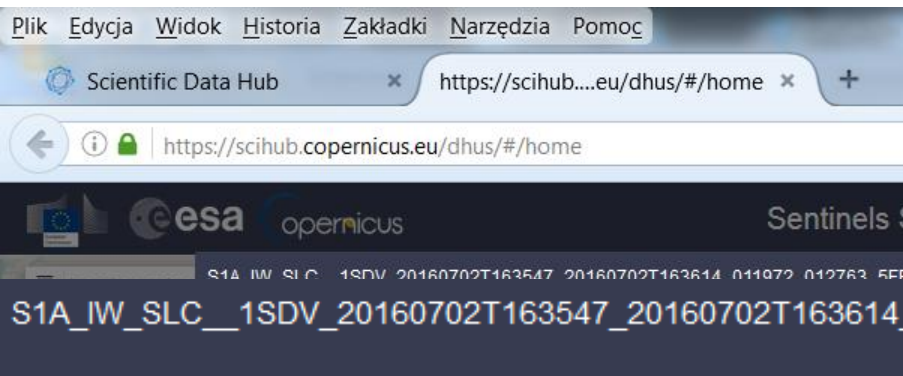 Plik Edycja Widok Historia Zakładki Narzędzia Pomoc
Scientific Data Hub × https://scihub....eu/dhus/#/home × +
https://scihub.copernicus.eu/dhus/#/home
esa opernicus Sentinels
S1A_IW_SLC__1SDV_20160702T163547_20160702T163614_011972_012763_5FF
S1A_IW_SLC__1SDV_20160702T163547_20160702T163614_